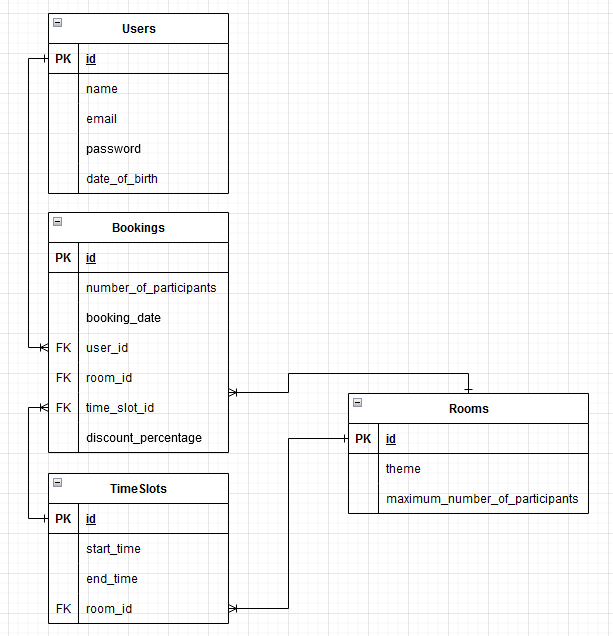 Users
PK id
name
email
password
date_of_birth
Bookings
PK id
number_of_participants
booking_date
FK user_id
FK room_id
FK time_slot_id
discount_percentage
Rooms
PK id
theme
maximum_number_of_participants
TimeSlots
PK id
start_time
end_time
FK room_id